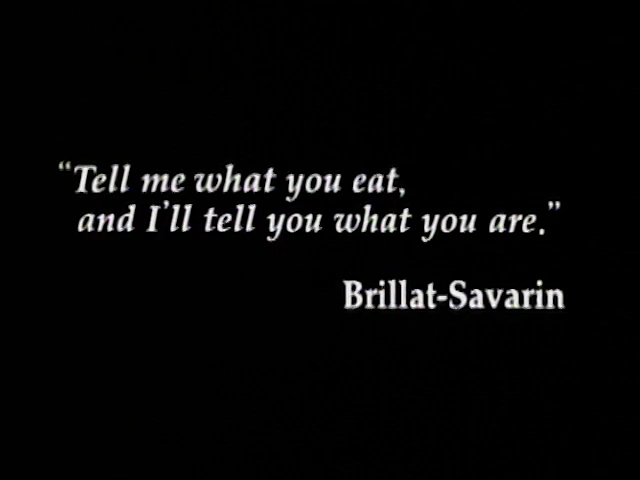 “Tell me what you eat,
and I'll tell you what you are.”
Brillat-Savarin